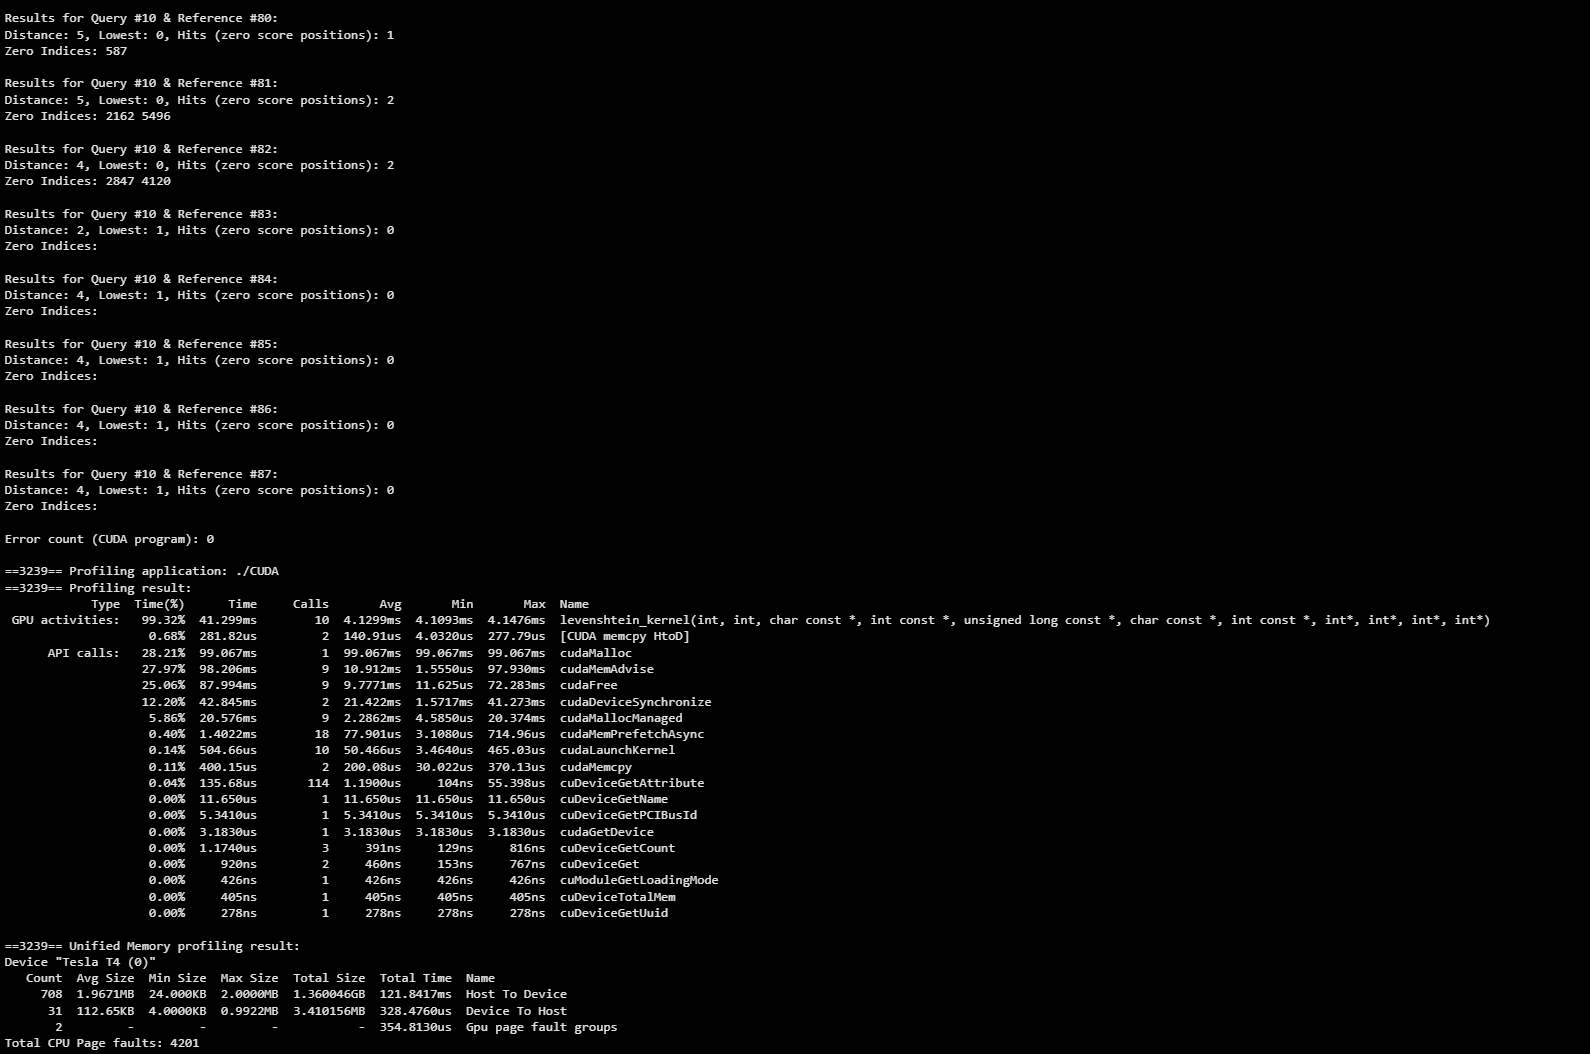 Results for Query #10 & Reference #80:
Distance: 5, Lowest: 0, Hits (zero score positions): 1
Zero Indices: 587
Results for Query #10 & Reference #81:
Distance: 5, Lowest: 0, Hits (zero score positions): 2
Zero Indices: 2162 5496
Results for Query #10 & Reference #82:
Distance: 4, Lowest: 0, Hits (zero score positions): 2
Zero Indices: 2847 4120
Results for Query #10 & Reference #83:
Distance: 2, Lowest: 1, Hits (zero score positions): 0
Zero Indices:
Results for Query #10 & Reference #84:
Distance: 4, Lowest: 1, Hits (zero score positions): 0
Zero Indices:
Results for Query #10 & Reference #85:
Distance: 4, Lowest: 1, Hits (zero score positions): 0
Zero Indices:
Results for Query #10 & Reference #86:
Distance: 4, Lowest: 1, Hits (zero score positions): 0
Zero Indices:
Results for Query #10 & Reference #87:
Distance: 4, Lowest: 1, Hits (zero score positions): 0
Zero Indices:
Error count (CUDA program): 0
==3239== Profiling application: ./CUDA
==3239== Profiling result:
Type Time(%) Time Calls Avg Min Max Name
GPU activities: 99.32% 41.299ms 10 4.1299ms 4.1093ms 4.1476ms levenshtein_kernel(int, int, char const *, int const *, unsigned long const *, char const *, int const *, int*, int*, int*, int*)
0.68% 281.82us 2 140.91us 4.0320us 277.79us [CUDA memcpy HtoD]
API calls: 28.21% 99.067ms 1 99.067ms 99.067ms 99.067ms cudaMalloc
27.97% 98.206ms 9 10.912ms 1.5550us 97.930ms cudaMemAdvise
25.06% 87.994ms 9 9.7771ms 11.625us 72.283ms cudaFree
12.20% 42.845ms 2 21.422ms 1.5717ms 41.273ms cudaDeviceSynchronize
5.86% 20.576ms 9 2.2862ms 4.5850us 20.374ms cudaMallocManaged
0.40% 1.4022ms 18 77.901us 3.1080us 714.96us cudaMemPrefetchAsync
0.14% 504.66us 10 50.466us 3.4640us 465.03us cudaLaunchKernel
0.11% 400.15us 2 200.08us 30.022us 370.13us cudaMemcpy
0.04% 135.68us 114 1.1900us 104ns 55.398us cuDeviceGetAttribute
0.00% 11.650us 1 11.650us 11.650us 11.650us cuDeviceGetName
0.00% 5.3410us 1 5.3410us 5.3410us 5.3410us cuDeviceGetPCIBusId
0.00% 3.1830us 1 3.1830us 3.1830us 3.1830us cudaGetDevice
0.00% 1.1740us 3 391ns 129ns 816ns cuDeviceGetCount
0.00% 920ns 2 460ns 153ns 767ns cuDeviceGet
0.00% 426ns 1 426ns 426ns 426ns cuModuleGetLoadingMode
0.00% 405ns 1 405ns 405ns 405ns cuDeviceTotalMem
0.00% 278ns 1 278ns 278ns 278ns cuDeviceGetUuid
==3239== Unified Memory profiling result:
Device "Tesla T4 (0)"
Count Avg Size Min Size Max Size Total Size Total Time Name
708 1.9671MB 24.000KB 2.0000MB 1.360046GB 121.8417ms Host To Device
31 112.65KB 4.0000KB 0.9922MB 3.410156MB 328.4760us Device To Host
2 - - - - 354.8130us Gpu page fault groups
Total CPU Page faults: 4201